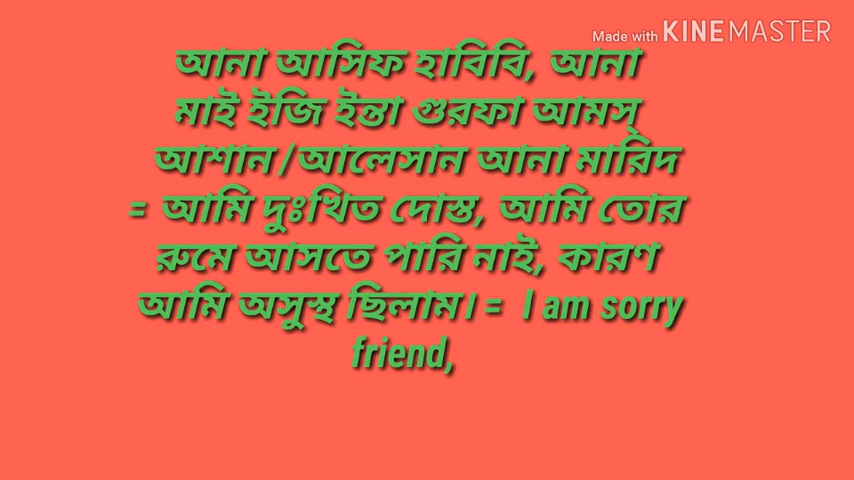 Made with KINEMASTER
আনা আসিফ হাবিবি, আনা
মাই ইজি ইন্তা গুরফা আমস্
আশান/আলেসান আনা মারিদ
= আমি দুঃখিত দোস্ত, আমি তোর
রুমে আসতে পারি নাই, কারণ
আমি অসুস্থ ছিলাম। = I am sorry
friend,